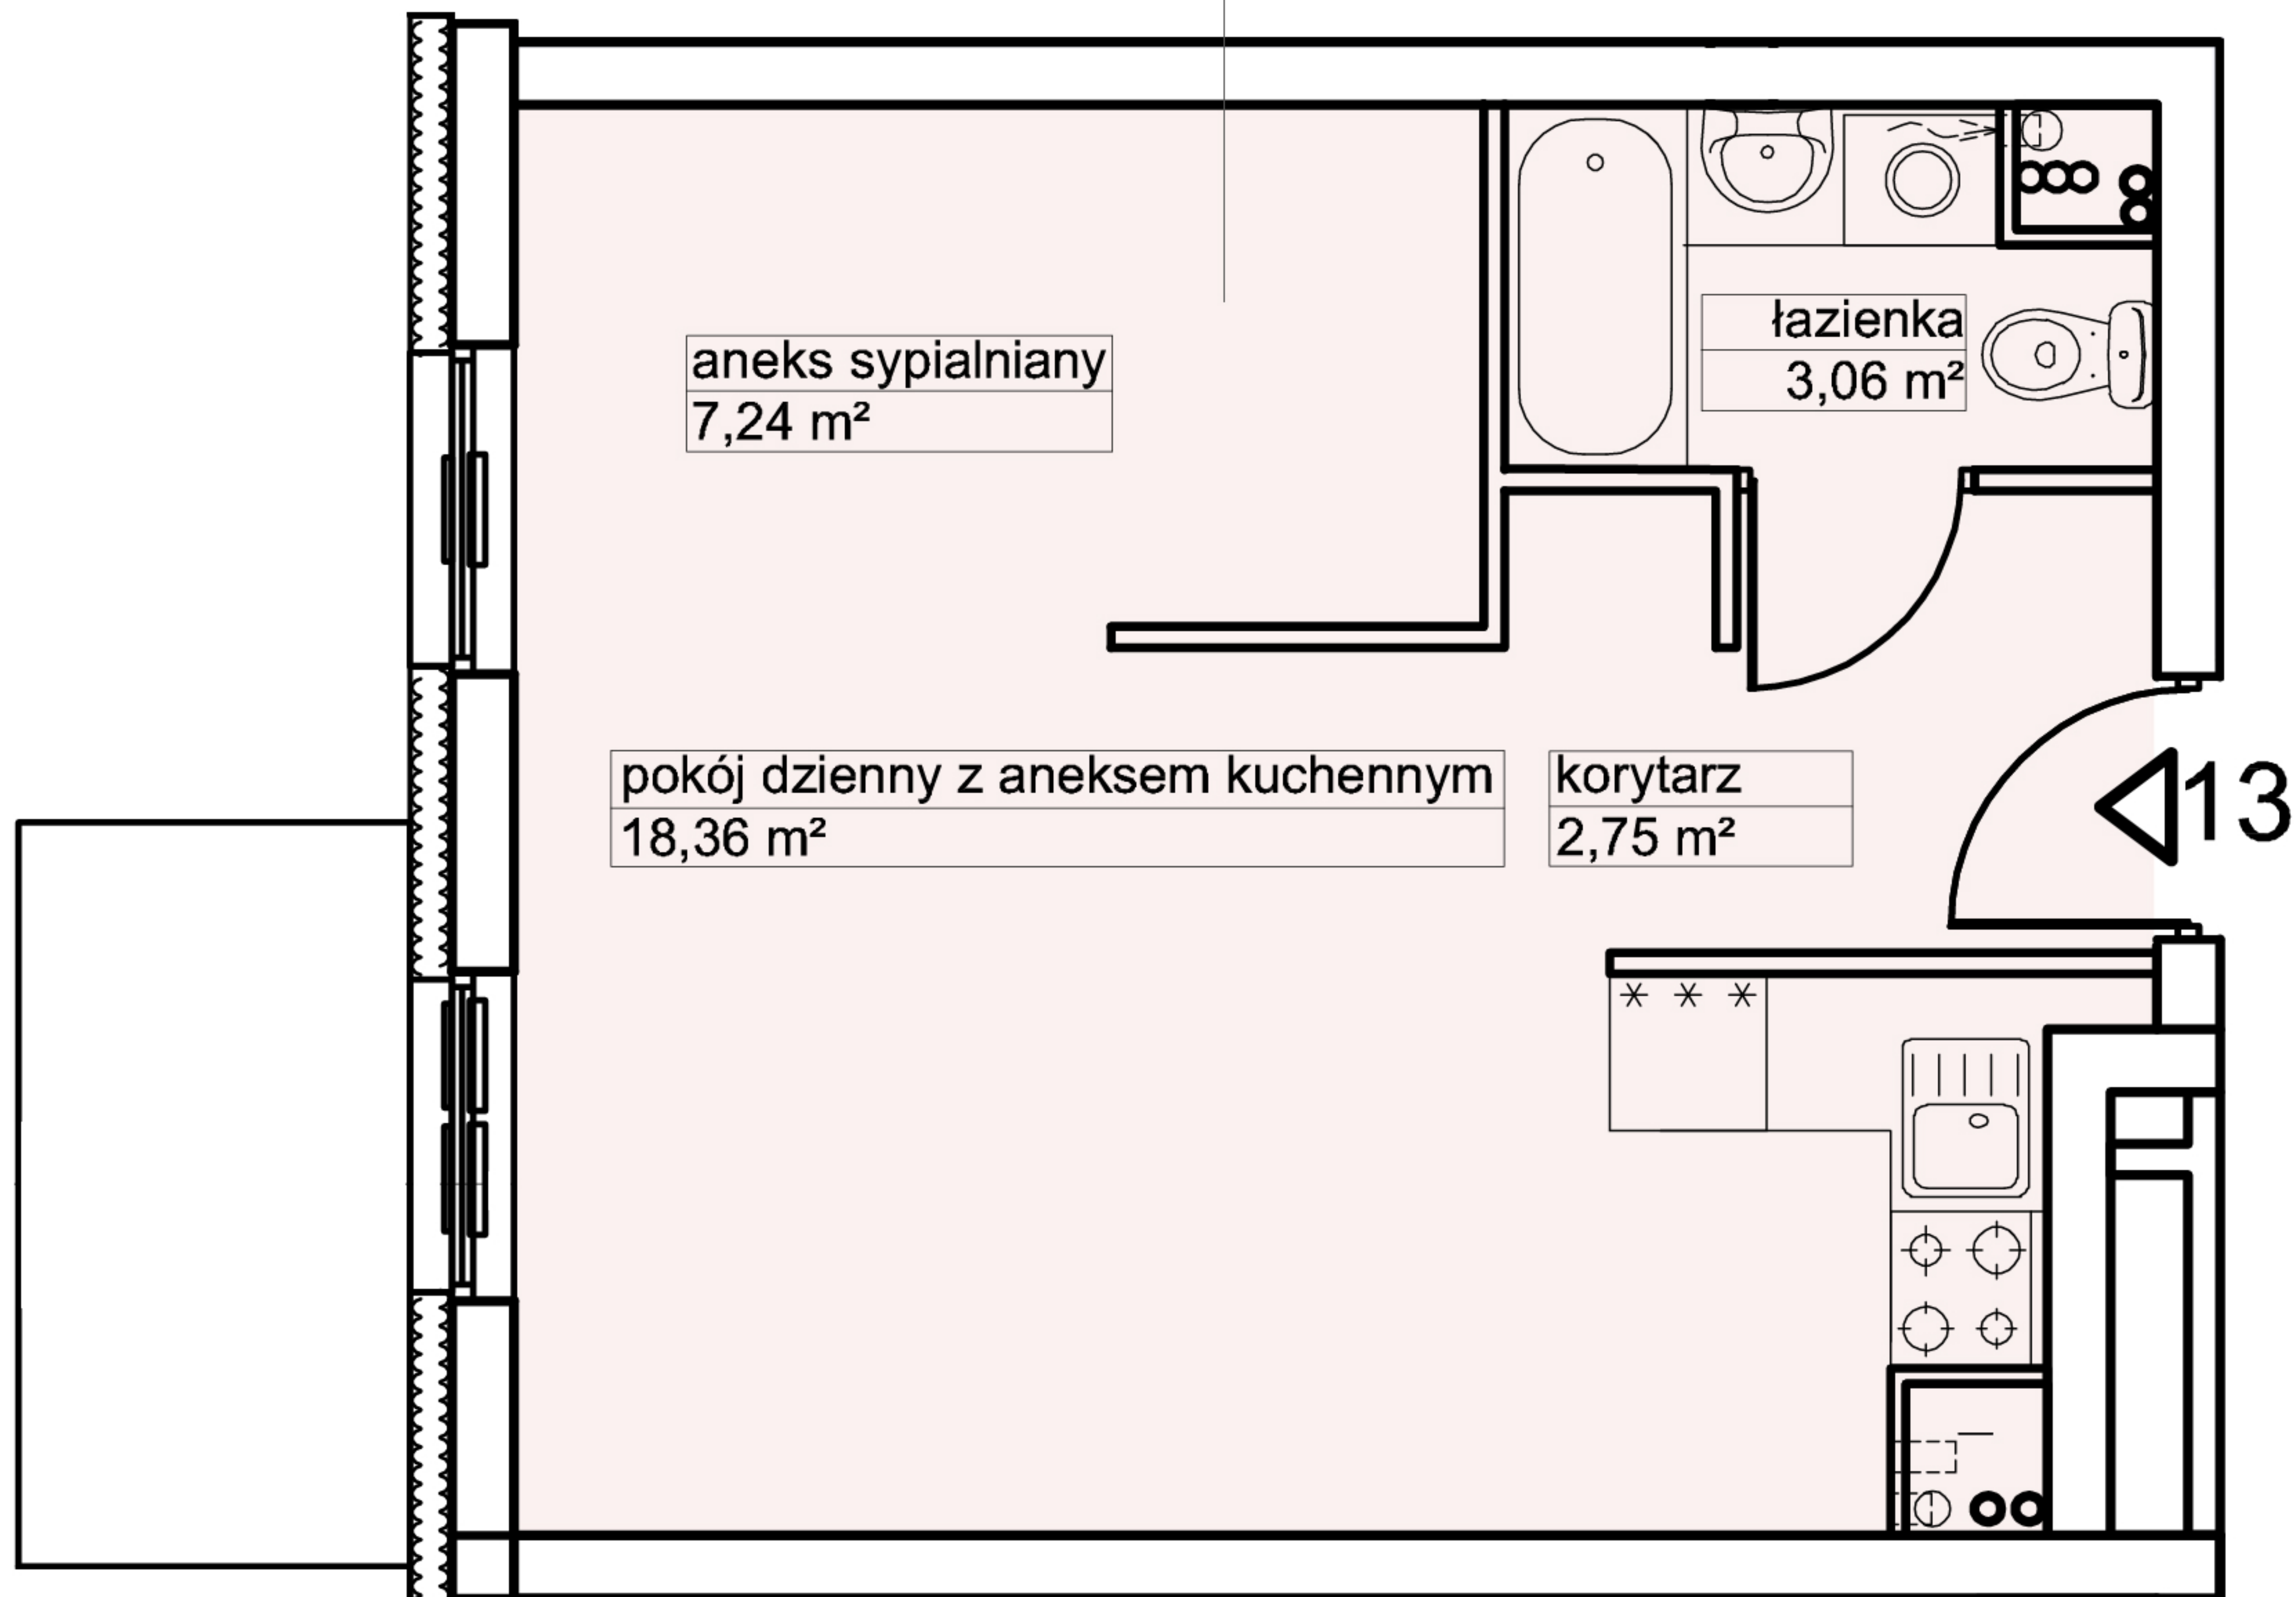 aneks sypialniany
7,24 m²
łazienka
3,06 m²
pokój dzienny z aneksem kuchennym
18,36 m²
korytarz
2,75 m²
13